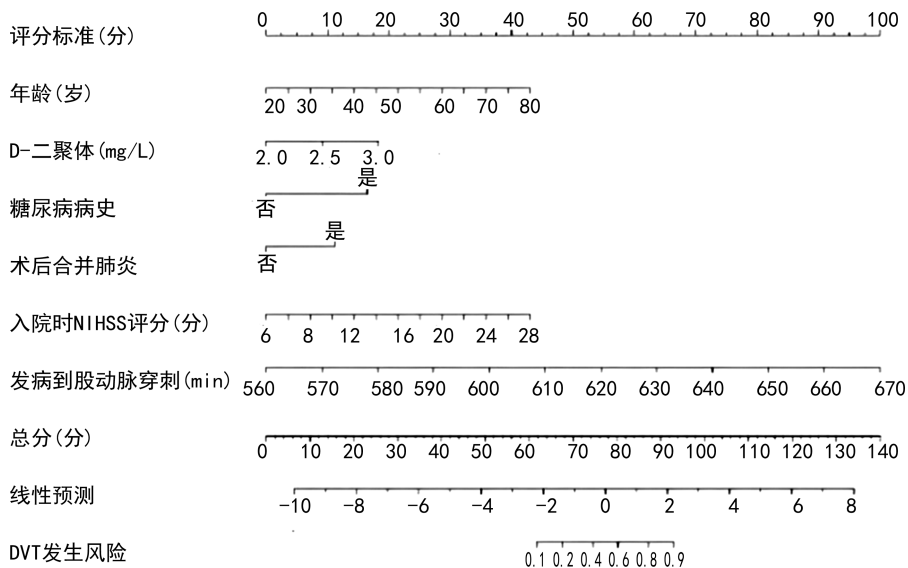 评分标准(分) 0 10 20 30 40 50 60 70 80 90 100
年龄(岁) 20 30 40 50 60 70 80
D-二聚体(mg/L) 2.0 2.5 3.0
糖尿病病史 否 是
术后合并肺炎 否 是
入院时NIHSS评分(分) 6 8 10 12 16 20 22 24 26 28
发病到股动脉穿刺(min) 560 570 580 590 600 610 620 630 640 650 660 670
总分(分) 0 10 20 30 40 50 60 70 80 90 100 110 120 130 140
线性预测 -10 -8 -6 -4 -2 0 2 4 6 8
DVT发生风险 0.1 0.2 0.4 0.6 0.8 0.9